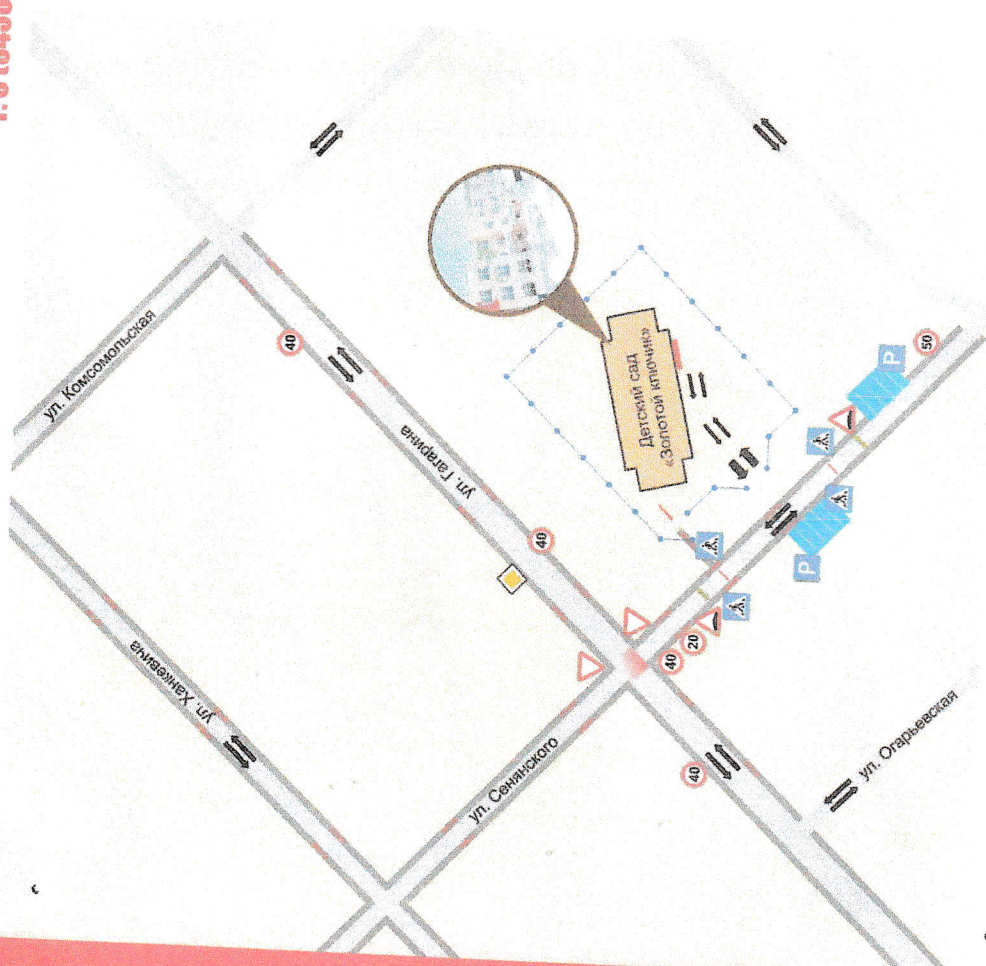 ул. Комсомольская
40
ул. Гагарина
Детский сад
«Золотой ключик»
50
P
40
P
ул. Ханкевича
20
40
ул. Сенянского
40
ул. Огарьевская